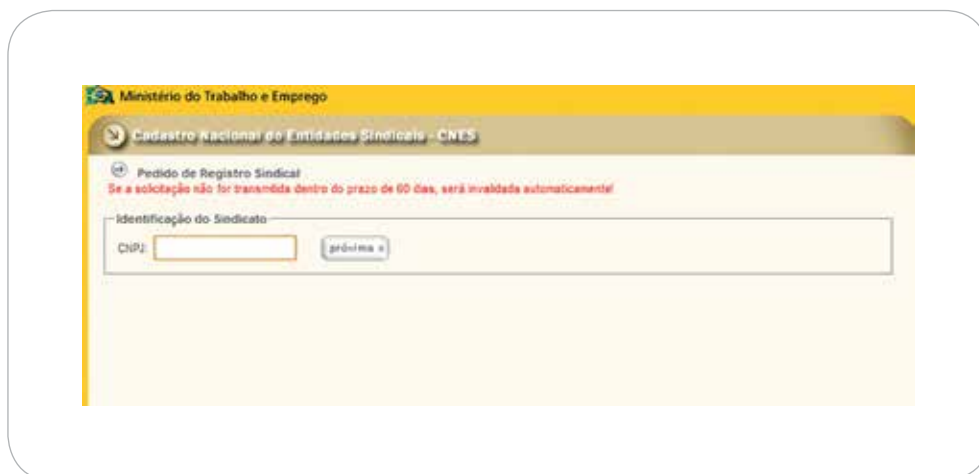 Ministério do Trabalho e Emprego
Cadastro Nacional de Entidades Sindicais - CNES
Pedido de Registro Sindical
Se a solicitação não for transmitida dentro do prazo de 60 dias, será invalidada automaticamente!
Identificação do Sindicato
CNPJ:
próxima »